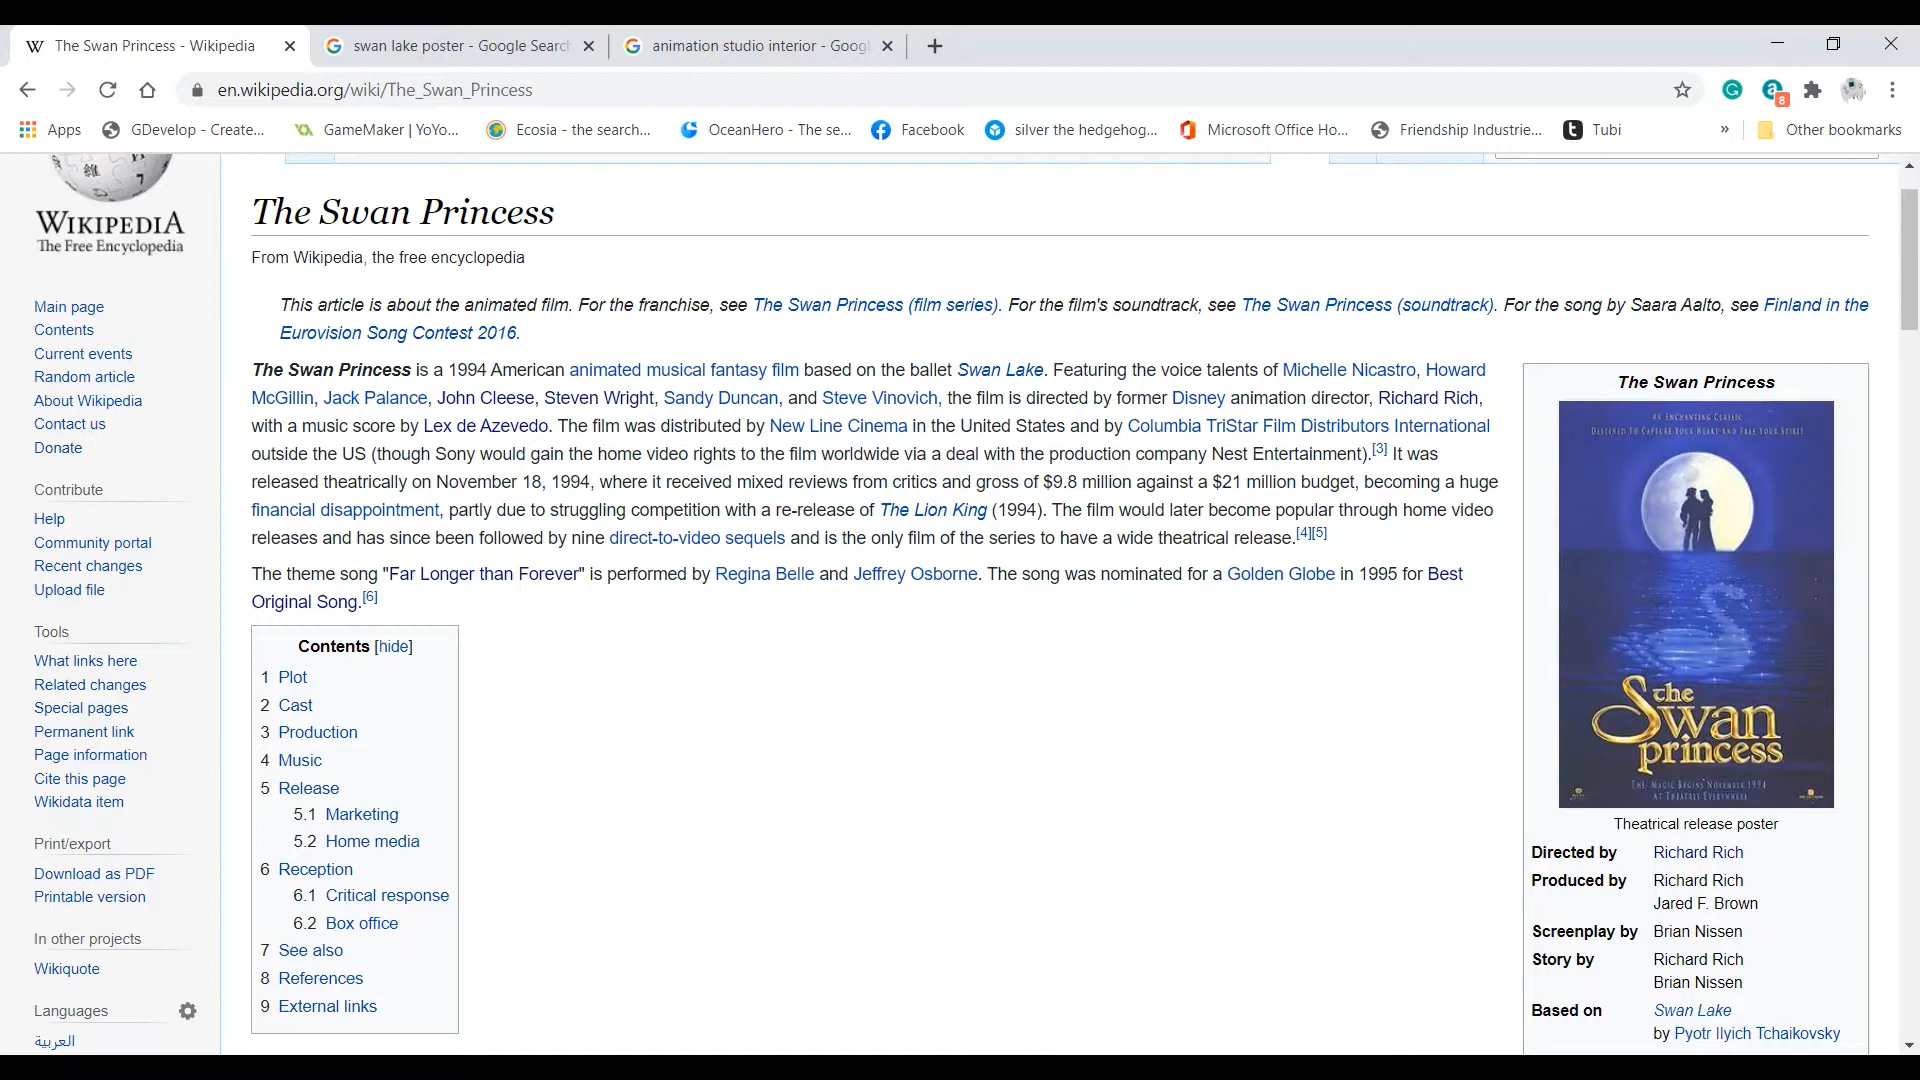 The Swan Princess - Wikipedia
swan lake poster - Google Search
animation studio interior - Goog
en.wikipedia.org/wiki/The_Swan_Princess
8
Apps
GDevelop - Create...
GameMaker | YoYo...
Ecosia - the search...
OceanHero - The se...
Facebook
silver the hedgehog...
Microsoft Office Ho...
Friendship Industrie...
Tubi
»
Other bookmarks
WIKIPEDIA
The Free Encyclopedia
Main page
Contents
Current events
Random article
About Wikipedia
Contact us
Donate
Contribute
Help
Community portal
Recent changes
Upload file
Tools
What links here
Related changes
Special pages
Permanent link
Page information
Cite this page
Wikidata item
Print/export
Download as PDF
Printable version
In other projects
Wikiquote
Languages
العربية
The Swan Princess
From Wikipedia, the free encyclopedia
This article is about the animated film. For the franchise, see The Swan Princess (film series). For the film's soundtrack, see The Swan Princess (soundtrack). For the song by Saara Aalto, see Finland in the
Eurovision Song Contest 2016.
The Swan Princess is a 1994 American animated musical fantasy film based on the ballet Swan Lake. Featuring the voice talents of Michelle Nicastro, Howard
McGillin, Jack Palance, John Cleese, Steven Wright, Sandy Duncan, and Steve Vinovich, the film is directed by former Disney animation director, Richard Rich,
with a music score by Lex de Azevedo. The film was distributed by New Line Cinema in the United States and by Columbia TriStar Film Distributors International
outside the US (though Sony would gain the home video rights to the film worldwide via a deal with the production company Nest Entertainment).[3] It was
released theatrically on November 18, 1994, where it received mixed reviews from critics and gross of $9.8 million against a $21 million budget, becoming a huge
financial disappointment, partly due to struggling competition with a re-release of The Lion King (1994). The film would later become popular through home video
releases and has since been followed by nine direct-to-video sequels and is the only film of the series to have a wide theatrical release.[4][5]
The theme song "Far Longer than Forever" is performed by Regina Belle and Jeffrey Osborne. The song was nominated for a Golden Globe in 1995 for Best
Original Song.[6]
Contents [hide]
1 Plot
2 Cast
3 Production
4 Music
5 Release
5.1 Marketing
5.2 Home media
6 Reception
6.1 Critical response
6.2 Box office
7 See also
8 References
9 External links
The Swan Princess
AN ENCHANTING CLASSIC
DESTINED TO CAPTURE YOUR HEART AND FREE YOUR SPIRIT
the
Swan
princess
THE MAGIC BEGINS NOVEMBER 1994
AT THEATRES EVERYWHERE
Theatrical release poster
Directed by Richard Rich
Produced by Richard Rich
Jared F. Brown
Screenplay by Brian Nissen
Story by Richard Rich
Brian Nissen
Based on Swan Lake
by Pyotr Ilyich Tchaikovsky